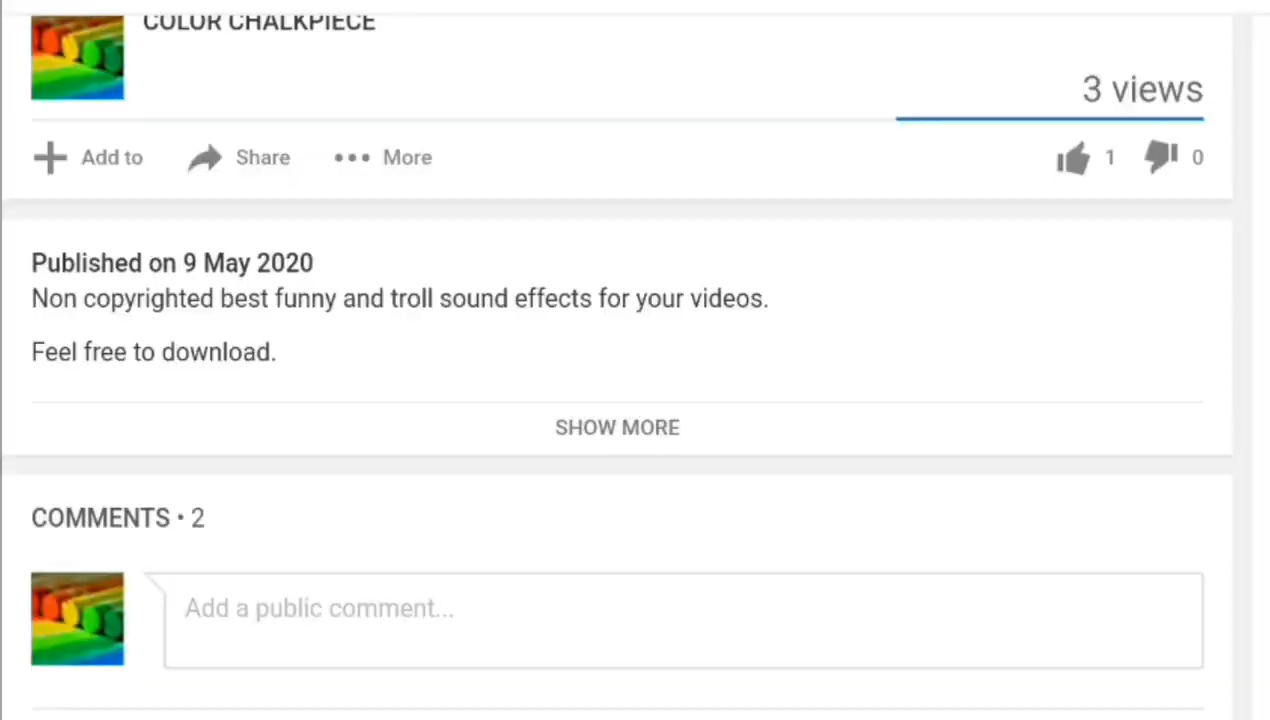 COLOR CHALKPIECE
3 views
Add to Share More 1 0
Published on 9 May 2020
Non copyrighted best funny and troll sound effects for your videos.
Feel free to download.
SHOW MORE
COMMENTS • 2
Add a public comment...